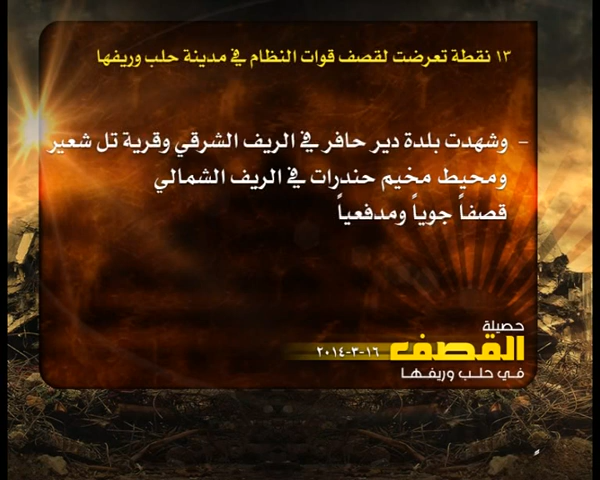 ١٣ نقطة تعرضت لقصف قوات النظام في مدينة حلب وريفها
- وشهدت بلدة دير حافر في الريف الشرقي وقرية تل شعير
ومحيط مخيم حندرات في الريف الشمالي
قصفاً جوياً ومدفعياً
حصيلة
القصف
١٦-٣-٢٠١٤
في حلب وريفها